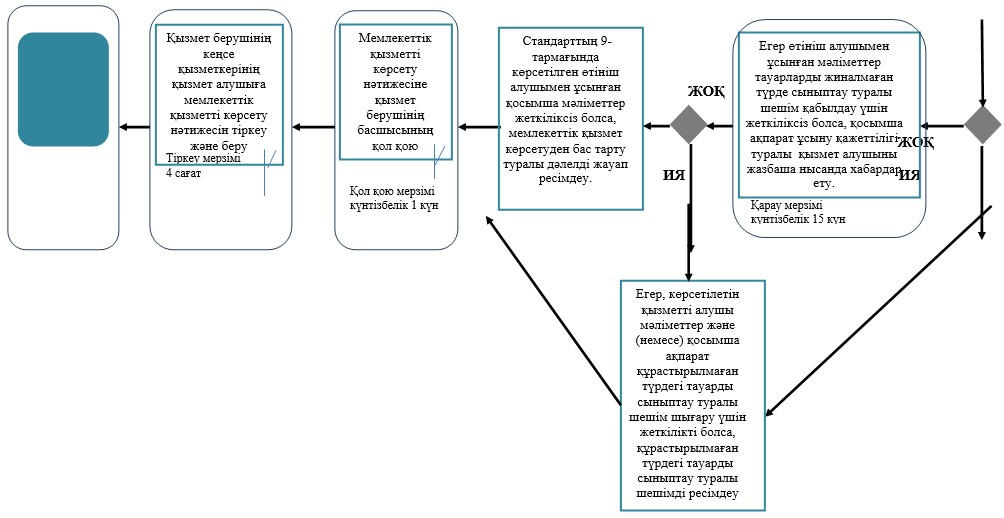 Қызмет берушінің
кеңсе
қызметкерінің
қызмет алушыға
мемлекеттік
қызметті көрсету
нәтижесін тіркеу
және беру
Тіркеу мерзімі
4 сағат
Мемлекеттік
қызметті
көрсету
нәтижесіне
қызмет
берушінің
басшысының
қол қою
Қол қою мерзімі
күнтізбелік 1 күн
Стандарттың 9-
тармағында
көрсетілген өтініш
алушымен ұсынған
қосымша мәліметтер
жеткіліксіз болса,
мемлекеттік қызмет
көрсетуден бас тарту
туралы дәлелді жауап
ресімдеу.
ЖОҚ
ИЯ
Егер өтініш алушымен
ұсынған мәліметтер
тауарларды жиналмаған
түрде сыныптау туралы
шешім қабылдау үшін
жеткіліксіз болса, қосымша
ақпарат ұсыну қажеттілігі
туралы қызмет алушыны
жазбаша нысанда хабардар
ету.
Қарау мерзімі
күнтізбелік 15 күн
ЖОҚ
ИЯ
Егер, көрсетілетін
қызметті алушы
мәліметтер және
(немесе) қосымша
ақпарат
құрастырылмаған
түрдегі тауарды
сыныптау туралы
шешім шығару үшін
жеткілікті болса,
құрастырылмаған
түрдегі тауарды
сыныптау туралы
шешімді ресімдеу